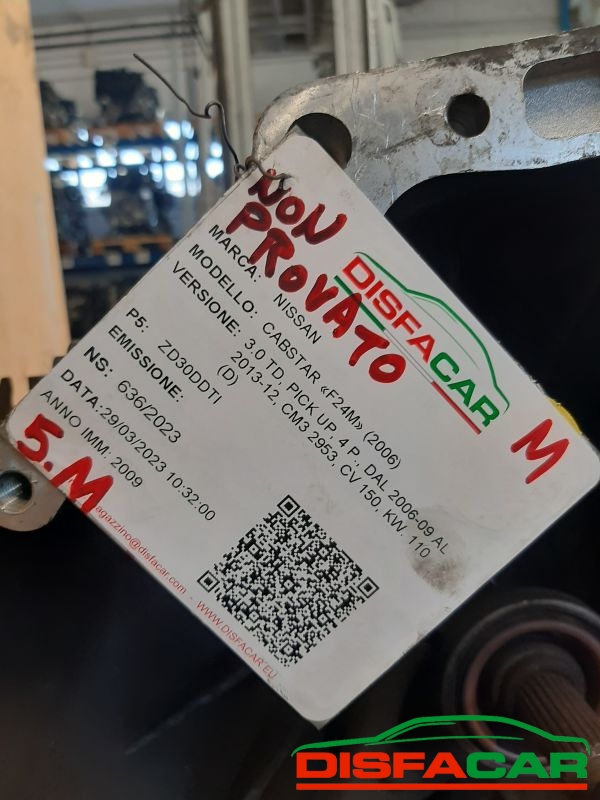 NON
PROVATO
DISFACAR
MARCA: NISSAN
MODELLO: CABSTAR «F24M» (2006)
VERSIONE: 3.0 TD, PICK UP, 4 P., DAL 2006-09 AL
2013-12, CM3 2953, CV 150, KW. 110
(D)
P5: ZD30DDTI
EMISSIONE:
NS: 636/2023
DATA:29/03/2023 10:32:00
ANNO IMM: 2009
M
5.M
agazzino@disfacar.com - WWW.DISFACAR.EU
DISFACAR